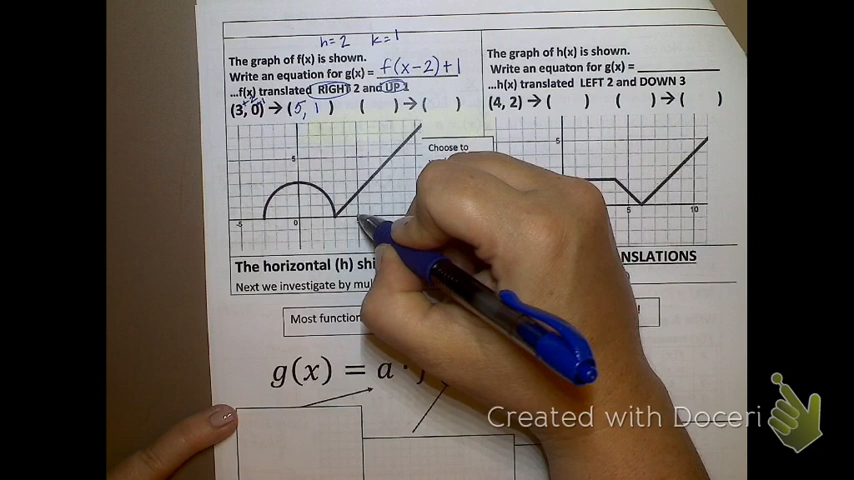 h=2 k=1
The graph of f(x) is shown.
Write an equation for g(x) = f(x-2)+1
...f(x) translated RIGHT 2 and UP 1
(3, 0) → (5, 1 ) ( ) → ( )
5
-5 0
Choose to
The horizontal (h) shi
Next we investigate by mul
Most function
g(x) = a ·
The graph of h(x) is shown.
Write an equaton for g(x) =
...h(x) translated LEFT 2 and DOWN 3
(4, 2) → ( ) ( ) → ( )
5
5 10
NSLATIONS
Created with Doceri